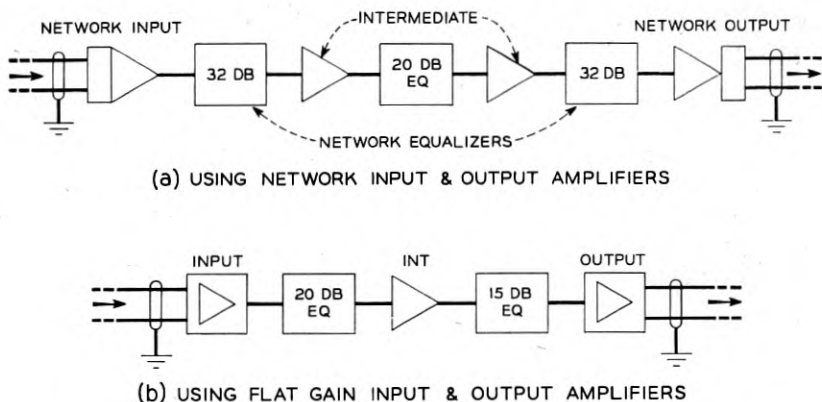 INTERMEDIATE
NETWORK INPUT
NETWORK OUTPUT
32 DB
20 DB
EQ
32 DB
NETWORK EQUALIZERS
(a) USING NETWORK INPUT & OUTPUT AMPLIFIERS
INPUT
INT
OUTPUT
20 DB
EQ
15 DB
EQ
(b) USING FLAT GAIN INPUT & OUTPUT AMPLIFIERS